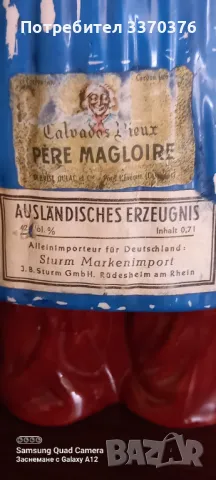 Потребител 3370376
Calvados Vieux
PÈRE MAGLOIRE
AUSLÄNDISCHES ERZEUGNIS
Vol. % Inhalt 0,7 l
Alleinimporteur für Deutschland:
Sturm Markenimport
J. B. Sturm GmbH. Rüdesheim am Rhein
SAMSUNG Quad Camera
Заснемане с Galaxy A12
BAZAR